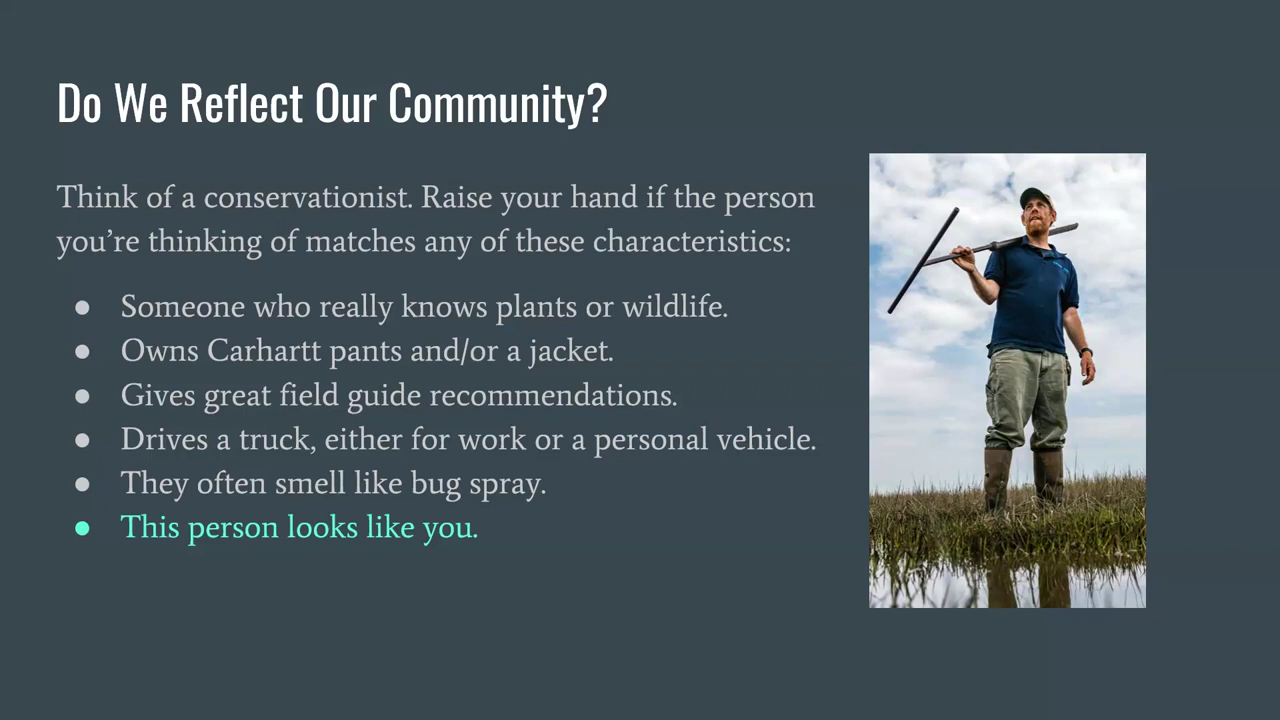 Do We Reflect Our Community?
Think of a conservationist. Raise your hand if the person
you're thinking of matches any of these characteristics:
● Someone who really knows plants or wildlife.
● Owns Carhartt pants and/or a jacket.
● Gives great field guide recommendations.
● Drives a truck, either for work or a personal vehicle.
● They often smell like bug spray.
● This person looks like you.